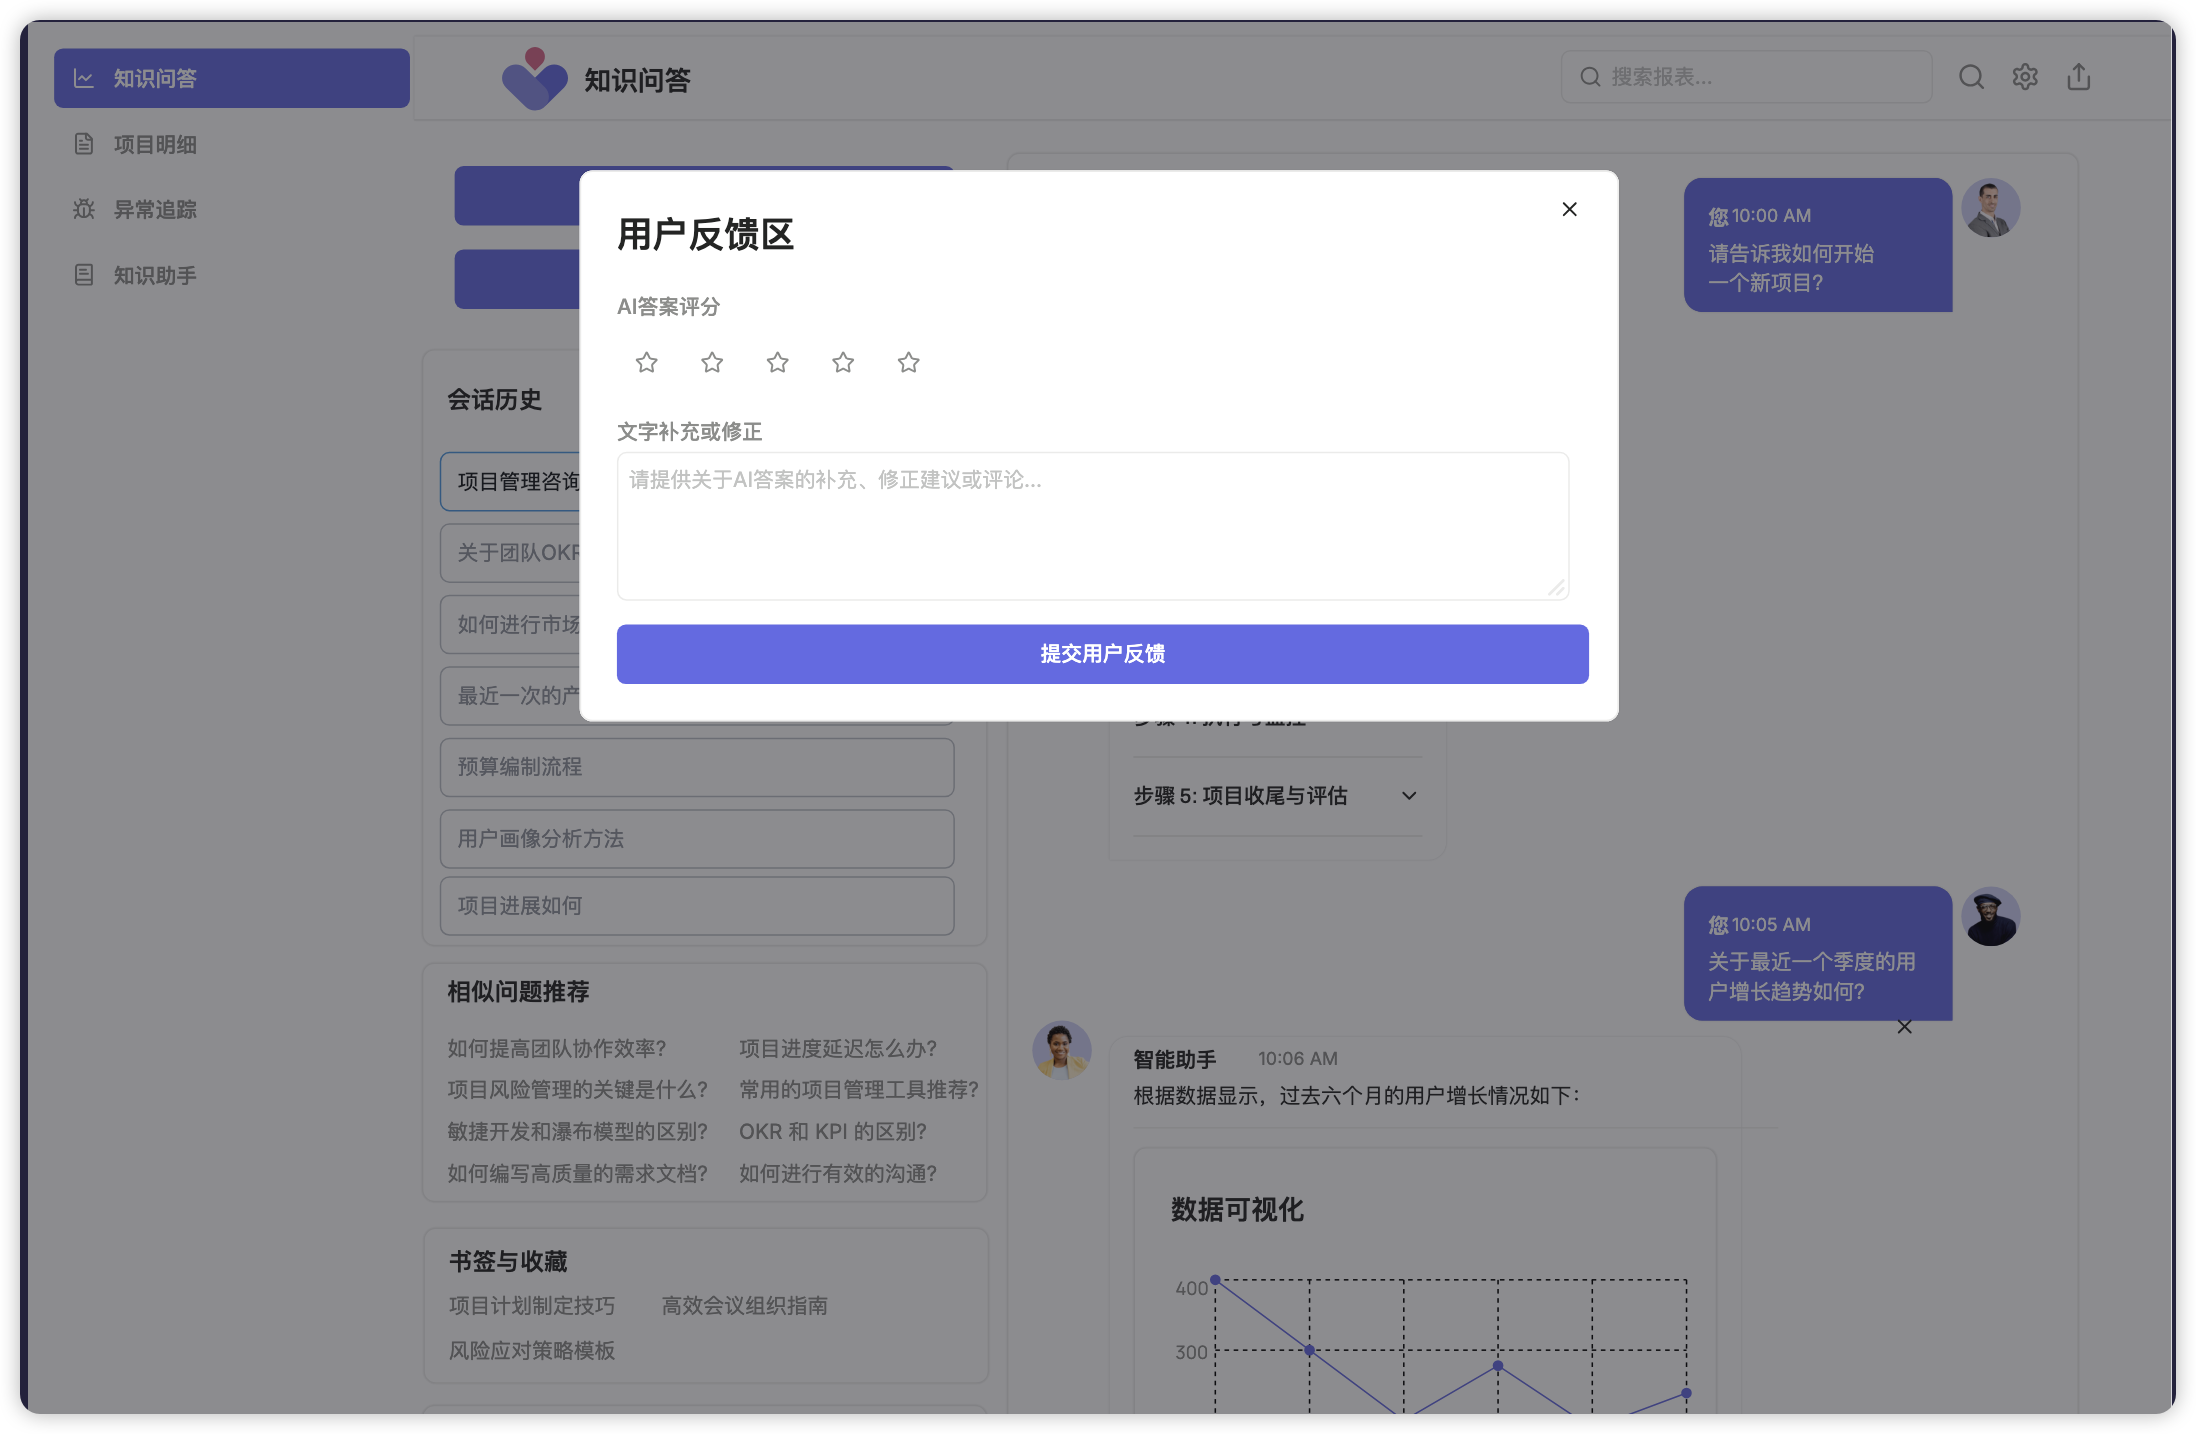 知识问答
项目明细
异常追踪
知识助手
知识问答
搜索报表...
用户反馈区
AI答案评分
文字补充或修正
请提供关于AI答案的补充、修正建议或评论...
提交用户反馈
会话历史
项目管理咨询
关于团队OKR
如何进行市场
最近一次的产
预算编制流程
用户画像分析方法
项目进展如何
相似问题推荐
如何提高团队协作效率? 项目进度延迟怎么办?
项目风险管理的关键是什么? 常用的项目管理工具推荐?
敏捷开发和瀑布模型的区别? OKR 和 KPI 的区别?
如何编写高质量的需求文档? 如何进行有效的沟通?
书签与收藏
项目计划制定技巧 高效会议组织指南
风险应对策略模板
您 10:00 AM
请告诉我如何开始
一个新项目?
步骤 5: 项目收尾与评估
您 10:05 AM
关于最近一个季度的用
户增长趋势如何?
智能助手 10:06 AM
根据数据显示，过去六个月的用户增长情况如下：
数据可视化
400
300